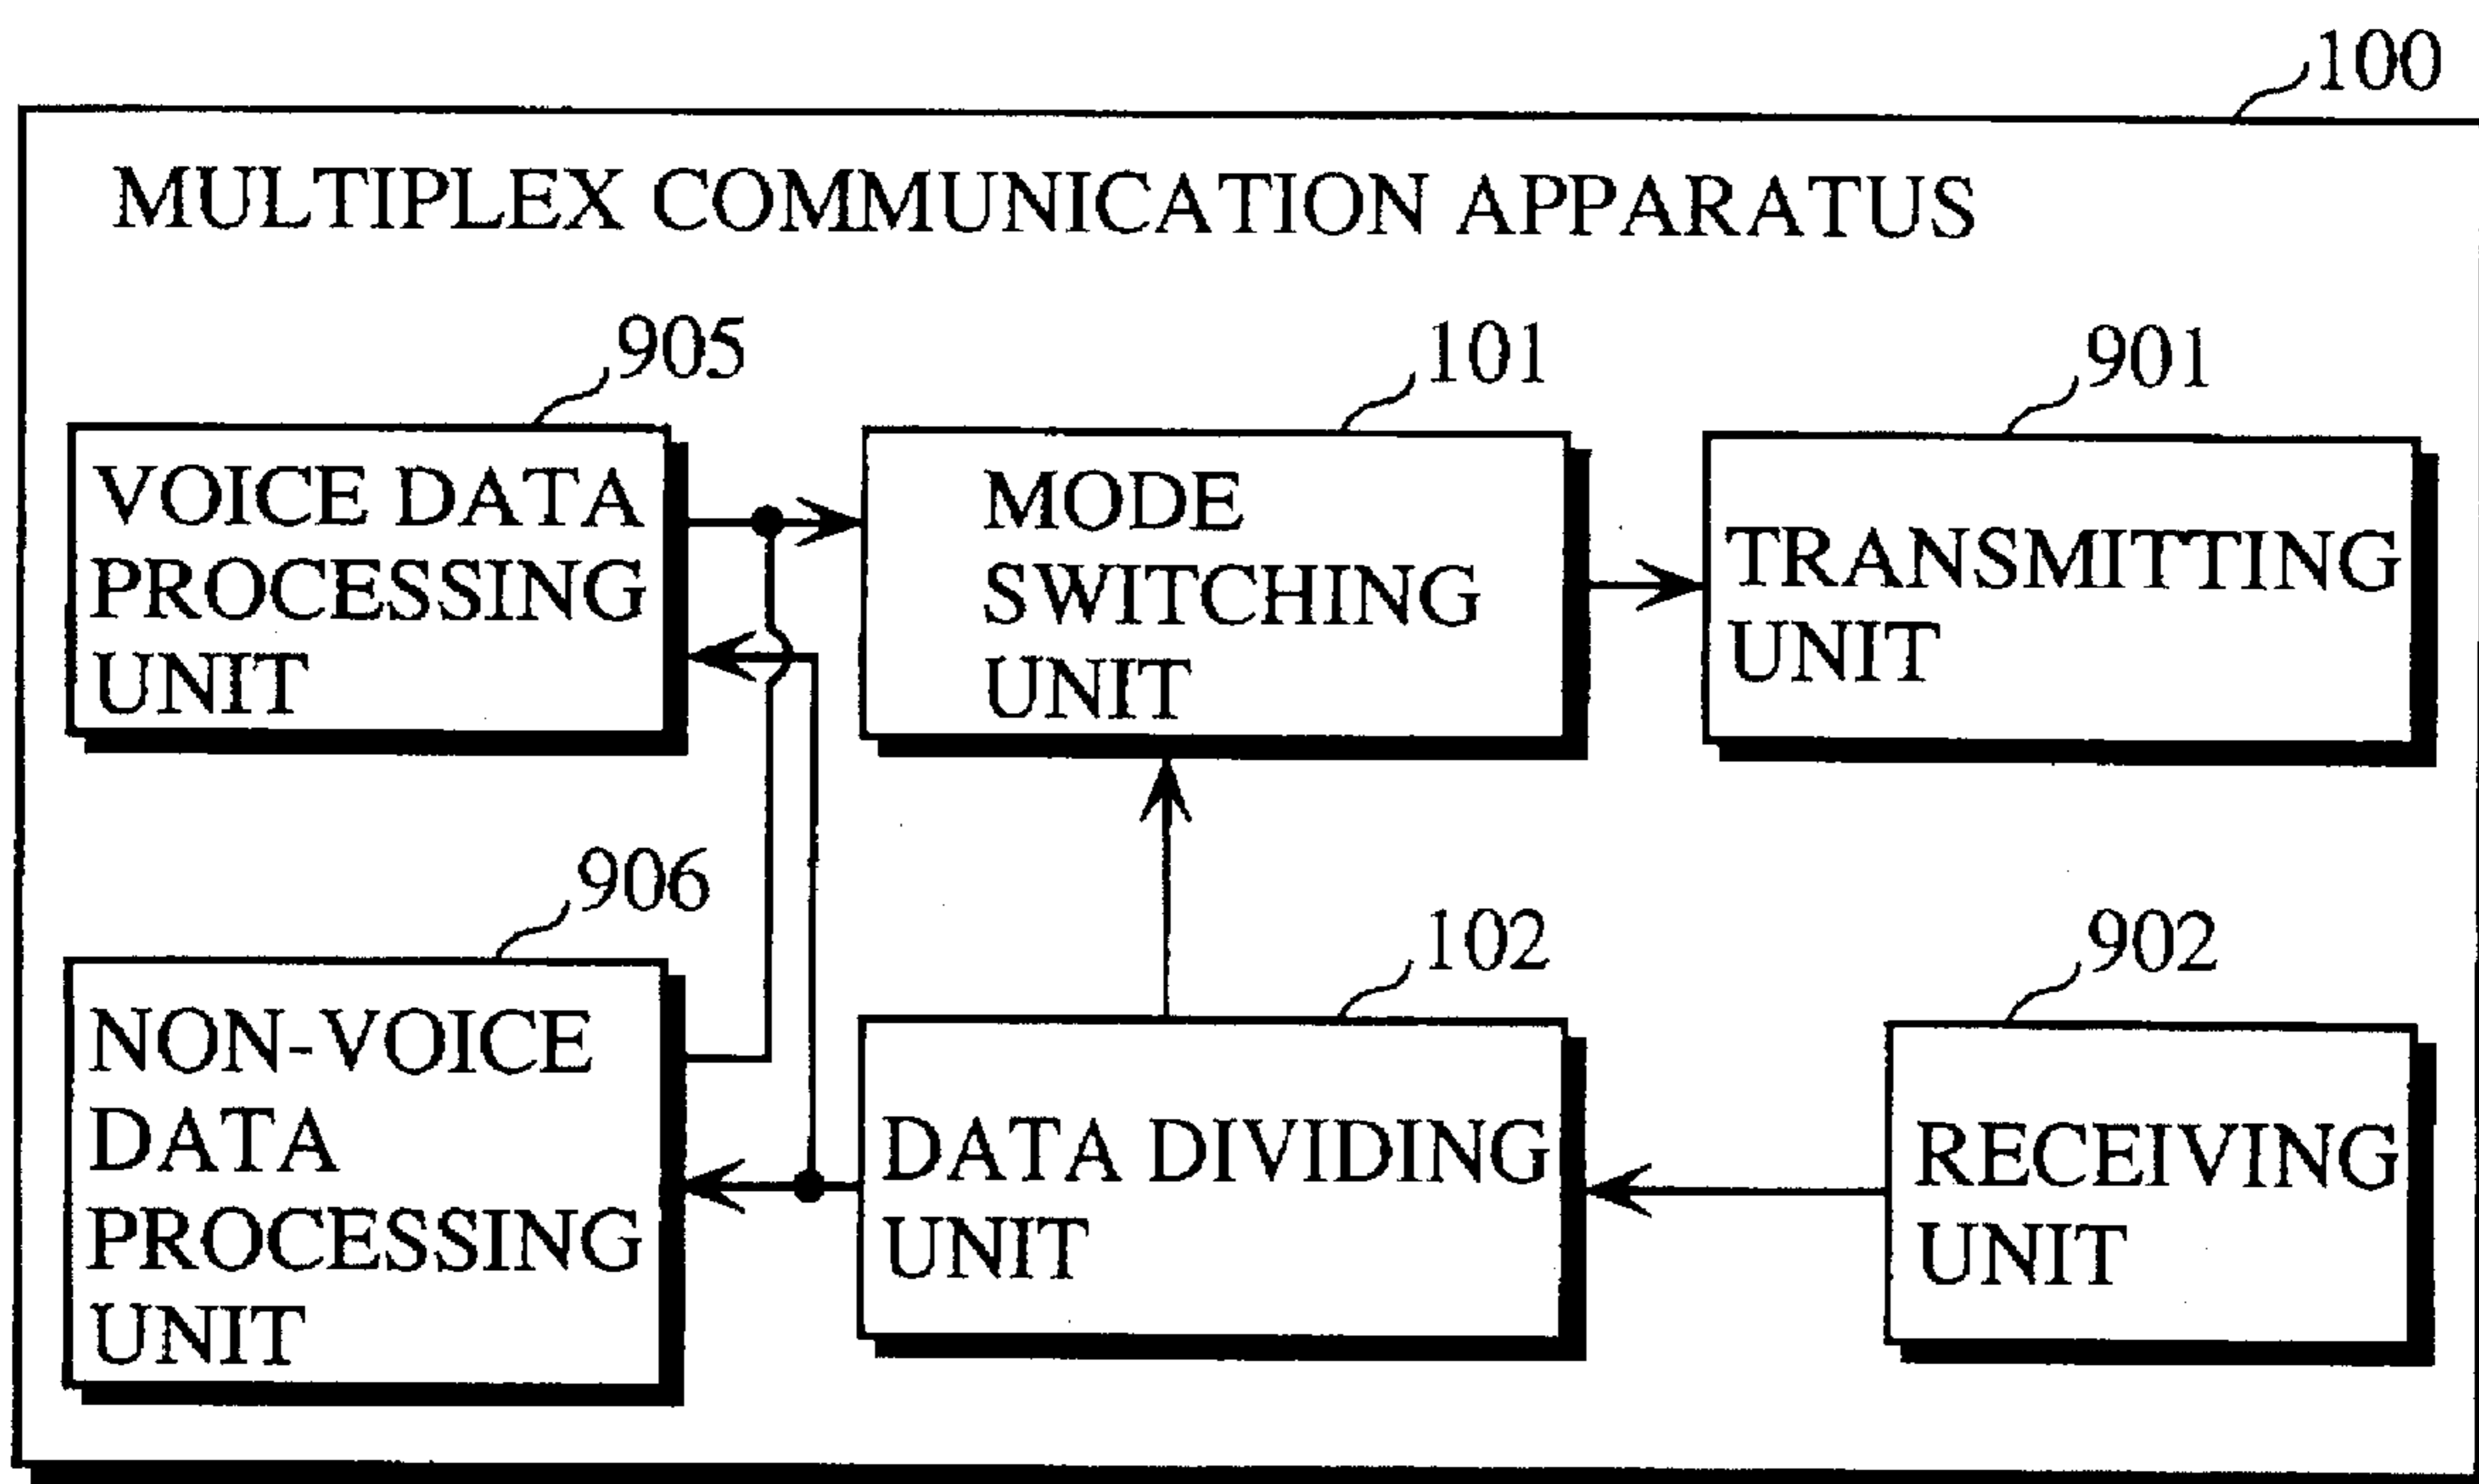 100
MULTIPLEX COMMUNICATION APPARATUS
905
VOICE DATA
PROCESSING
UNIT
101
MODE
SWITCHING
UNIT
901
TRANSMITTING
UNIT
906
NON-VOICE
DATA
PROCESSING
UNIT
102
DATA DIVIDING
UNIT
902
RECEIVING
UNIT